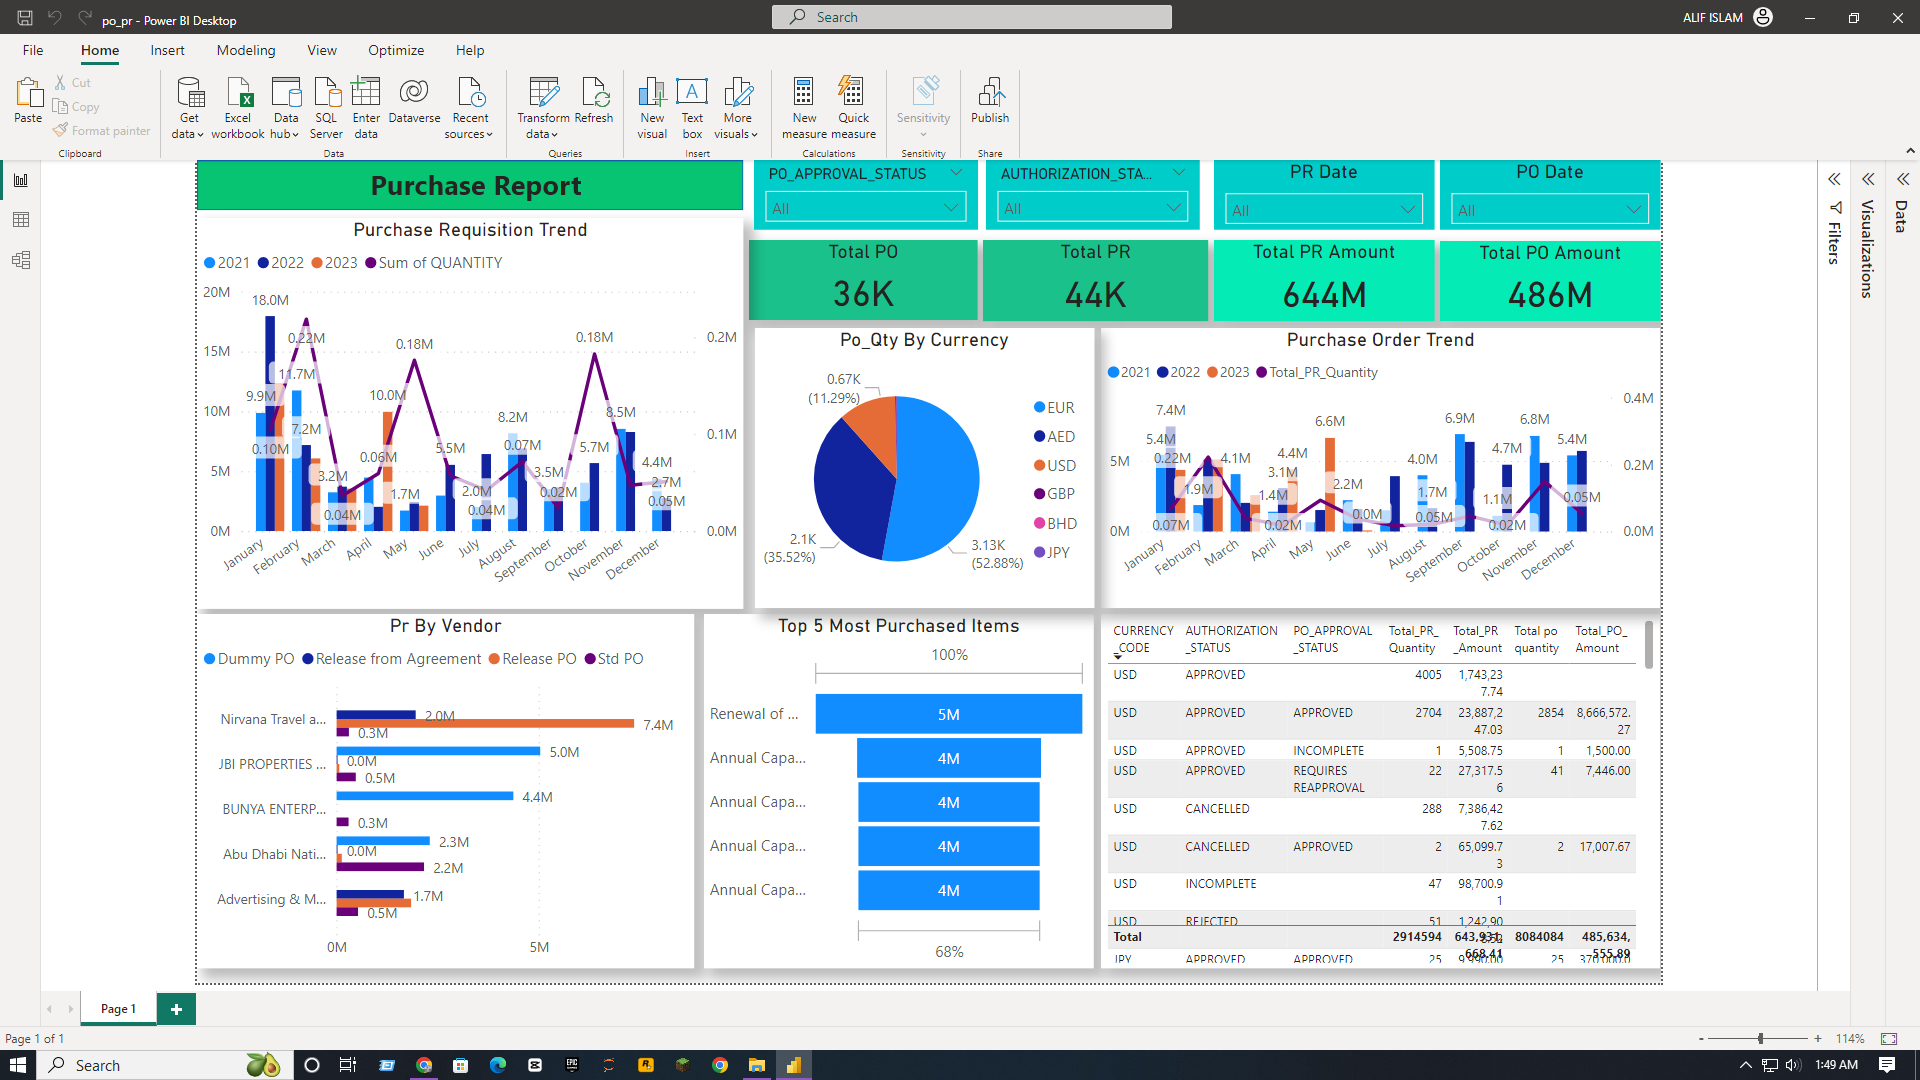 po_pr - Power BI Desktop
Search
ALIF ISLAM
File Home Insert Modeling View Optimize Help
Paste
Cut
Copy
Format painter
Clipboard
Get data
Excel workbook
Data hub
SQL Server
Enter data
Dataverse
Recent sources
Data
Transform data
Refresh
Queries
New visual
Text box
More visuals
Insert
New measure
Quick measure
Calculations
Sensitivity
Sensitivity
Publish
Share
Purchase Report
PO_APPROVAL_STATUS
All
AUTHORIZATION_STA...
All
PR Date
All
PO Date
All
Filters
Visualizations
Data
Total PO
36K
Total PR
44K
Total PR Amount
644M
Total PO Amount
486M
Purchase Requisition Trend
2021 2022 2023 Sum of QUANTITY
20M
15M
10M
5M
0M
0.2M
0.1M
0.0M
18.0M
0.22M
11.7M
9.9M
7.2M
0.10M
3.2M
0.04M
0.06M
10.0M
0.18M
1.7M
5.5M
2.0M
0.04M
8.2M
0.07M
3.5M
0.02M
0.18M
5.7M
8.5M
4.4M
2.7M
0.05M
January February March April May June July August September October November December
Po_Qty By Currency
0.67K
(11.29%)
2.1K
(35.52%)
3.13K
(52.88%)
EUR
AED
USD
GBP
BHD
JPY
Purchase Order Trend
2021 2022 2023 Total_PR_Quantity
5M
0M
0.4M
0.2M
0.0M
7.4M
5.4M
0.22M
0.07M
1.9M
4.1M
1.4M
0.02M
3.1M
4.4M
6.6M
2.2M
0.0M
4.0M
1.7M
0.05M
6.9M
1.1M
4.7M
0.02M
6.8M
5.4M
0.05M
January February March April May June July August September October November December
Pr By Vendor
Dummy PO Release from Agreement Release PO Std PO
Nirvana Travel a...
2.0M
7.4M
0.3M
JBI PROPERTIES ...
5.0M
0.0M
0.5M
BUNYA ENTERP...
4.4M
0.3M
Abu Dhabi Nati...
2.3M
0.0M
2.2M
Advertising & M...
1.7M
0.5M
0M 5M
Top 5 Most Purchased Items
100%
Renewal of ... 5M
Annual Capa... 4M
Annual Capa... 4M
Annual Capa... 4M
Annual Capa... 4M
68%
CURRENCY AUTHORIZATION PO_APPROVAL Total_PR_ Total_PR Total po Total_PO_
_CODE _STATUS _STATUS Quantity _Amount quantity Amount
USD APPROVED 4005 1,743,23
7.74
USD APPROVED APPROVED 2704 23,887,2 2854 8,666,572.
47.03 27
USD APPROVED INCOMPLETE 1 5,508.75 1 1,500.00
USD APPROVED REQUIRES 22 27,317.5 41 7,446.00
REAPPROVAL 6
USD CANCELLED 288 7,386,42
7.62
USD CANCELLED APPROVED 2 65,099.7 2 17,007.67
3
USD INCOMPLETE 47 98,700.9
1
USD REJECTED 51 1,242,90
Total 2914594 643,931, 8084084 485,634,
668.41 555.89
JPY APPROVED APPROVED 25 25
Page 1
+
Page 1 of 1
- + 114%
Search
EPIC
1:49 AM